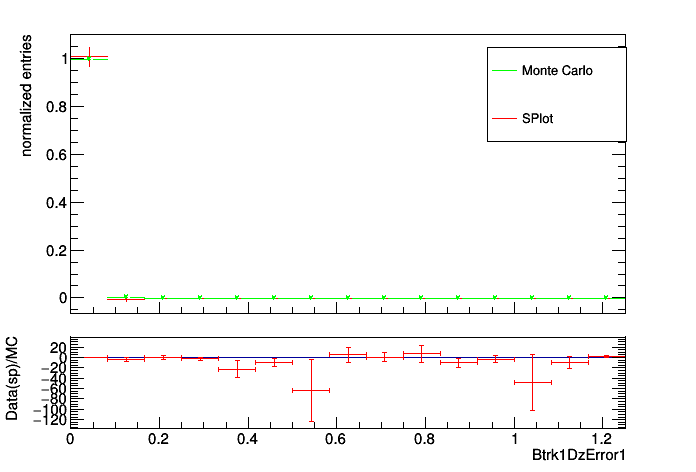 normalized entries
1
0.8
0.6
0.4
0.2
0
Monte Carlo
SPlot
Data(sp)/MC
20
0
−20
−40
−60
−80
−100
−120
0 0.2 0.4 0.6 0.8 1 1.2
Btrk1DzError1